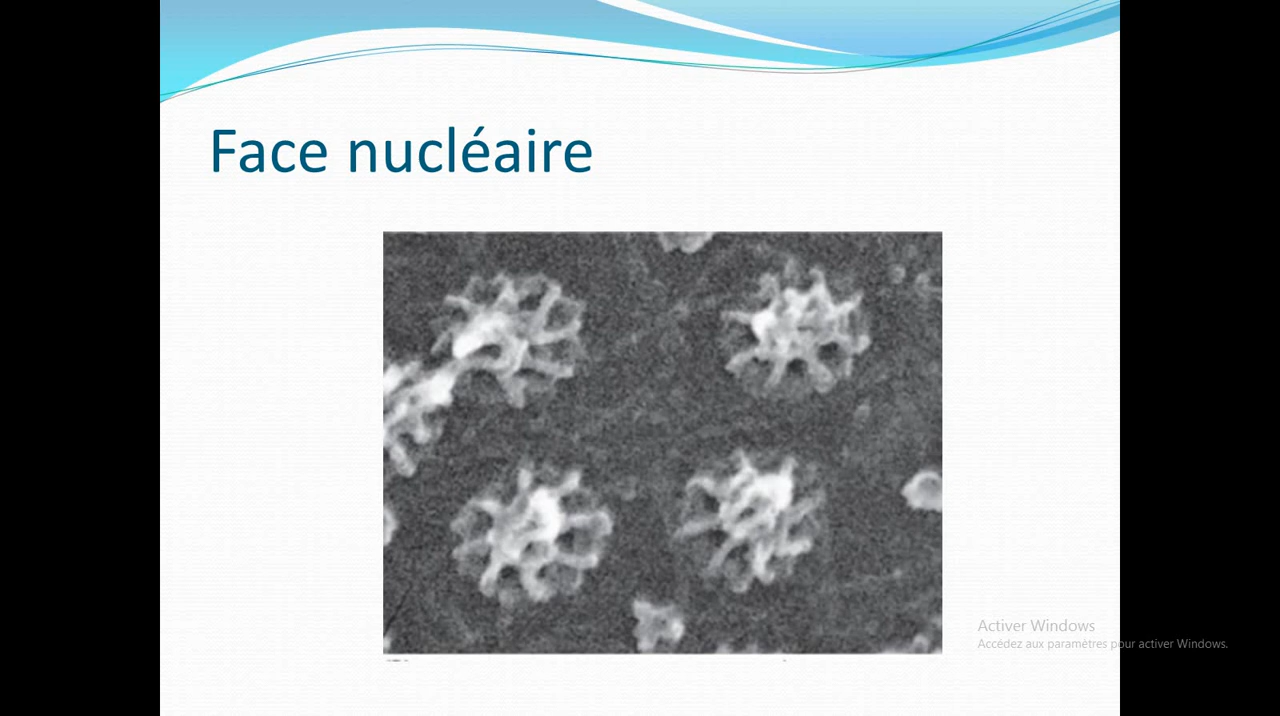 Face nucléaire
Activer Windows
Accédez aux paramètres pour activer Windows.